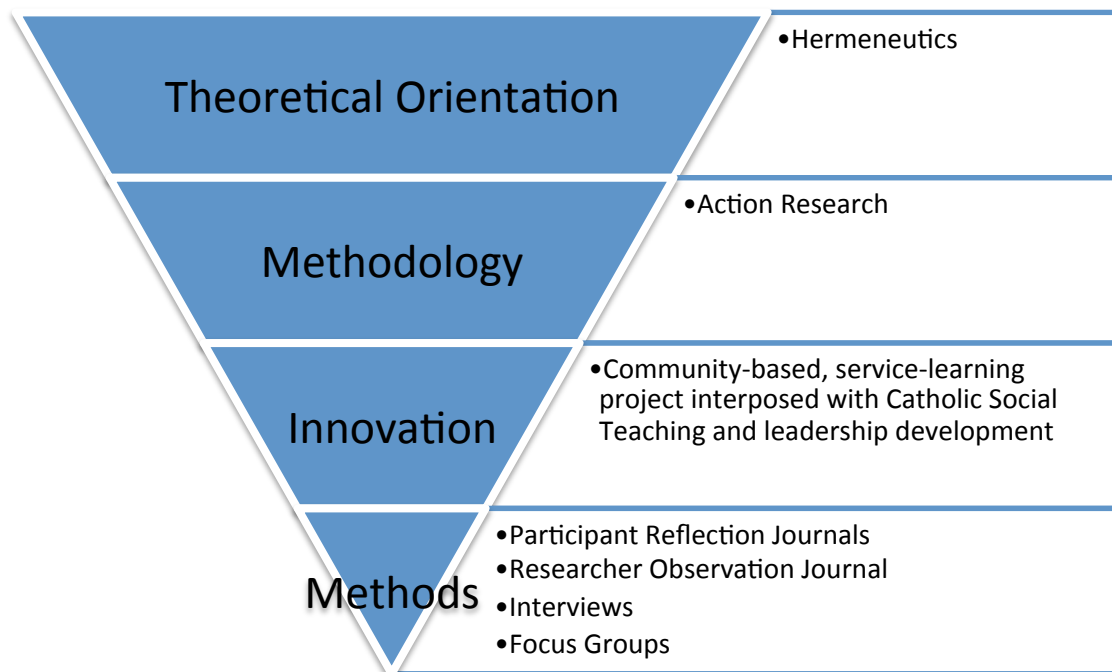 Theoretical Orientation
•Hermeneutics
Methodology
•Action Research
Innovation
•Community-based, service-learning
project interposed with Catholic Social
Teaching and leadership development
Methods
•Participant Reflection Journals
•Researcher Observation Journal
•Interviews
•Focus Groups